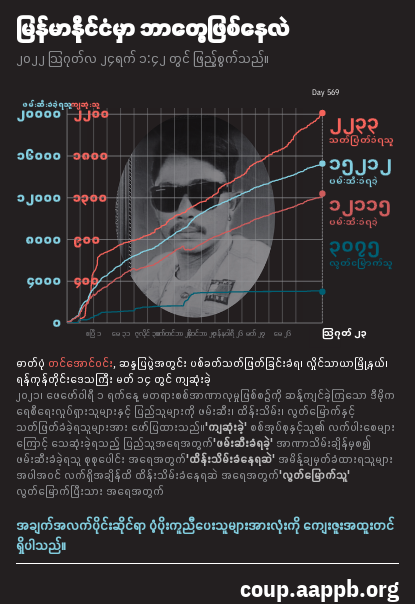 မြန်မာနိုင်ငံမှာ ဘာတွေဖြစ်နေလဲ
၂၀၂၂ ဩဂုတ်လ ၂၄ရက် ၁:၄၂ တွင် ဖြည့်စွက်သည်။
Day 569
ဖမ်းဆီးခံရသူ ကျဆုံးသူ
၂၀၀၀၀ ၂၂၀၀
၂၂၃၃
သတ်ဖြတ်ခံရသူ
၁၆၀၀၀
၁၅၂၁၂
ဖမ်းဆီးခံရခဲ့
၁၂၀၀၀ ၁၃၀၀
၁၂၁၁၅
ဖမ်းဆီးခံရခဲ့
၈၀၀၀ ၉၀၀
၃၀၇၅
လွတ်မြောက်သူ
၄၀၀၀ ၄၀၀
၀
ဩဂုတ် ၂၃
ဓာတ်ပုံ တင်အောင်ဝင်း, ဆန္ဒပြပွဲအတွင်း ပစ်ခတ်သတ်ဖြတ်ခြင်းခံရ၊ လှိုင်သာယာမြို့နယ်၊
ရန်ကုန်တိုင်းဒေသကြီး မတ် ၁၄ တွင် ကျဆုံးခဲ့
၂၀၂၁၊ ဖေဖော်ဝါရီ ၁ ရက်နေ့ မတရားစစ်အာဏာလုမှုဖြစ်စဉ်ကို ဆန့်ကျင်ခဲ့ကြသော ဒီမိုက
ရေစီရေးလှုပ်ရှားသူများနှင့် ပြည်သူများကို ဖမ်းဆီး၊ ထိန်းသိမ်း၊ လွတ်မြောက်နှင့်
သတ်ဖြတ်ခံခဲ့ရသူများအား ဖော်ပြထားသည်။'ကျဆုံးခဲ့' စစ်အုပ်စုနှင့်သူ၏ လက်ပါးစေများ
ကြောင့် သေဆုံးခဲ့ရသည့် ပြည်သူအရေအတွက်'ဖမ်းဆီးခံရခဲ့' အာဏာသိမ်းချိန်မှစ၍
ဖမ်းဆီးခံခဲ့ရသူ စုစုပေါင်း အရေအတွက်'ထိန်းသိမ်းခံနေရဆဲ' အမိန့်ချမှတ်ခံထားရသူများ
အပါအဝင် လက်ရှိအချိန်ထိ ထိန်းသိမ်းခံနေရဆဲ အရေအတွက်'လွတ်မြောက်သူ'
လွတ်မြောက်ပြီးသား အရေအတွက်
အချက်အလက်ပိုင်းဆိုင်ရာ ပံ့ပိုးကူညီပေးသူများအားလုံးကို ကျေးဇူးအထူးတင်
ရှိပါသည်။
coup.aappb.org